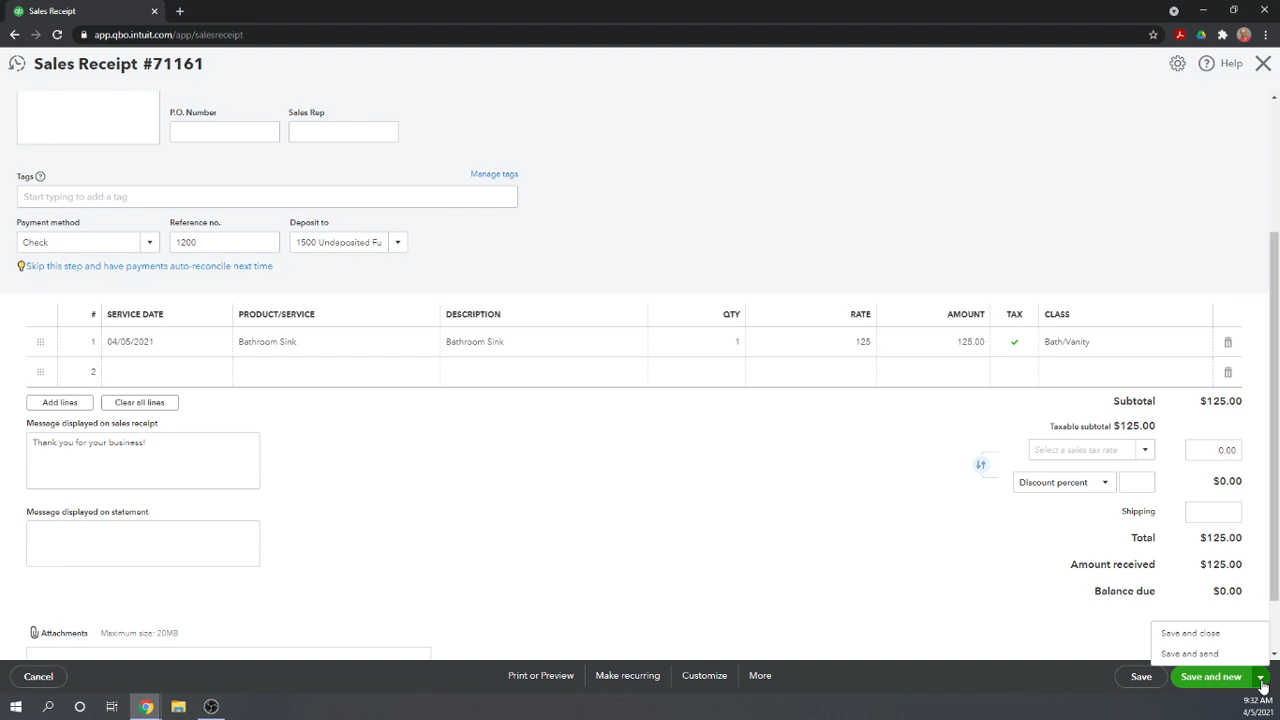 Sales Receipt
app.qbo.intuit.com/app/salesreceipt
Sales Receipt #71161
Help
P.O. Number Sales Rep
Tags
Manage tags
Start typing to add a tag
Payment method Reference no. Deposit to
Check 1200 1500 Undeposited Fu
Skip this step and have payments auto-reconcile next time
# SERVICE DATE PRODUCT/SERVICE DESCRIPTION QTY RATE AMOUNT TAX CLASS
1 04/05/2021 Bathroom Sink Bathroom Sink 1 125 125.00 Bath/Vanity
2
Add lines Clear all lines
Subtotal $125.00
Message displayed on sales receipt
Taxable subtotal $125.00
Thank you for your business!
Select a sales tax rate 0.00
Discount percent $0.00
Message displayed on statement
Shipping
Total $125.00
Amount received $125.00
Balance due $0.00
Attachments Maximum size: 20MB
Save and close
Save and send
Cancel Print or Preview Make recurring Customize More Save Save and new
9:32 AM
4/5/2021